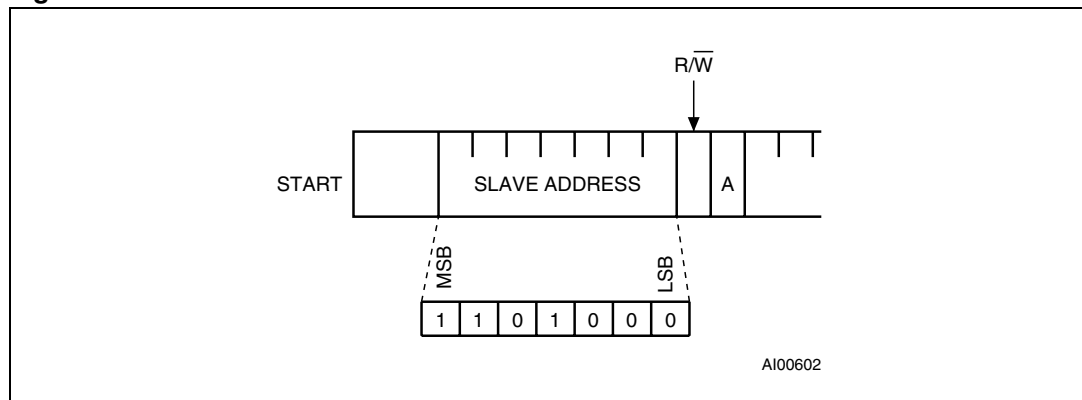 R/W̅
START
SLAVE ADDRESS
A
MSB
LSB
1 1 0 1 0 0 0
AI00602